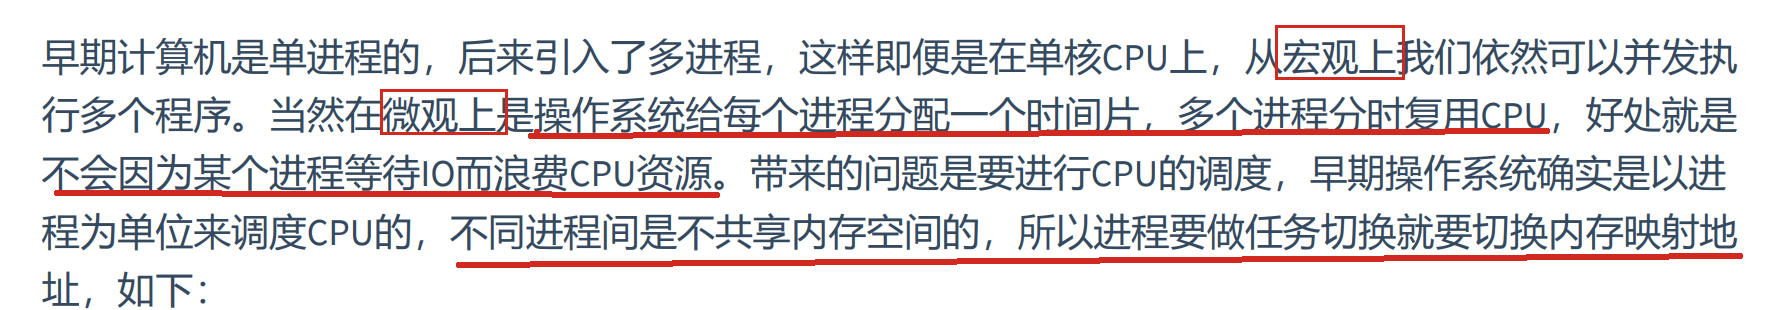 早期计算机是单进程的，后来引入了多进程，这样即便是在单核CPU上，从宏观上我们依然可以并发执
行多个程序。当然在微观上是操作系统给每个进程分配一个时间片，多个进程分时复用CPU，好处就是
不会因为某个进程等待IO而浪费CPU资源。带来的问题是要进行CPU的调度，早期操作系统确实是以进
程为单位来调度CPU的，不同进程间是不共享内存空间的，所以进程要做任务切换就要切换内存映射地
址，如下：